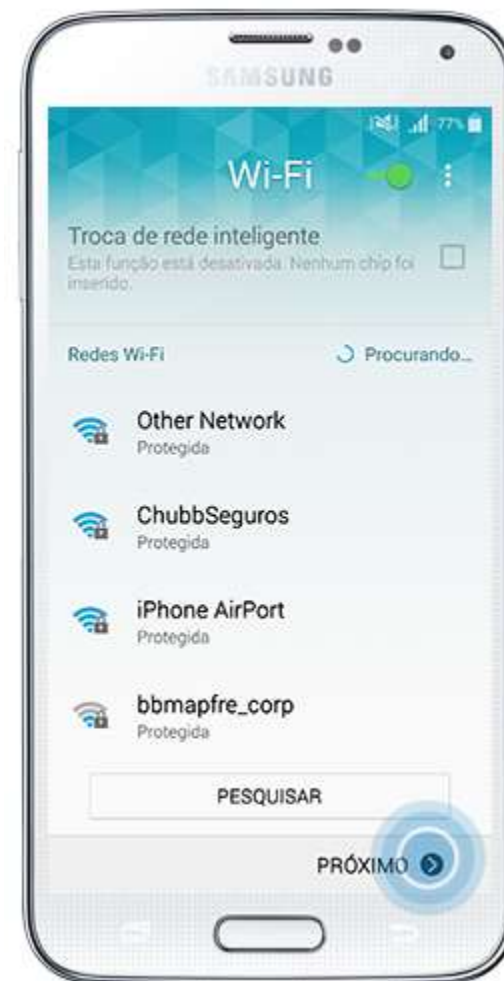 SAMSUNG
77%
Wi-Fi
Troca de rede inteligente
Esta função está desativada. Nenhum chip foi
inserido.
Redes Wi-Fi
Procurando...
Other Network
Protegida
ChubbSeguros
Protegida
iPhone AirPort
Protegida
bbmapfre_corp
Protegida
PESQUISAR
PRÓXIMO